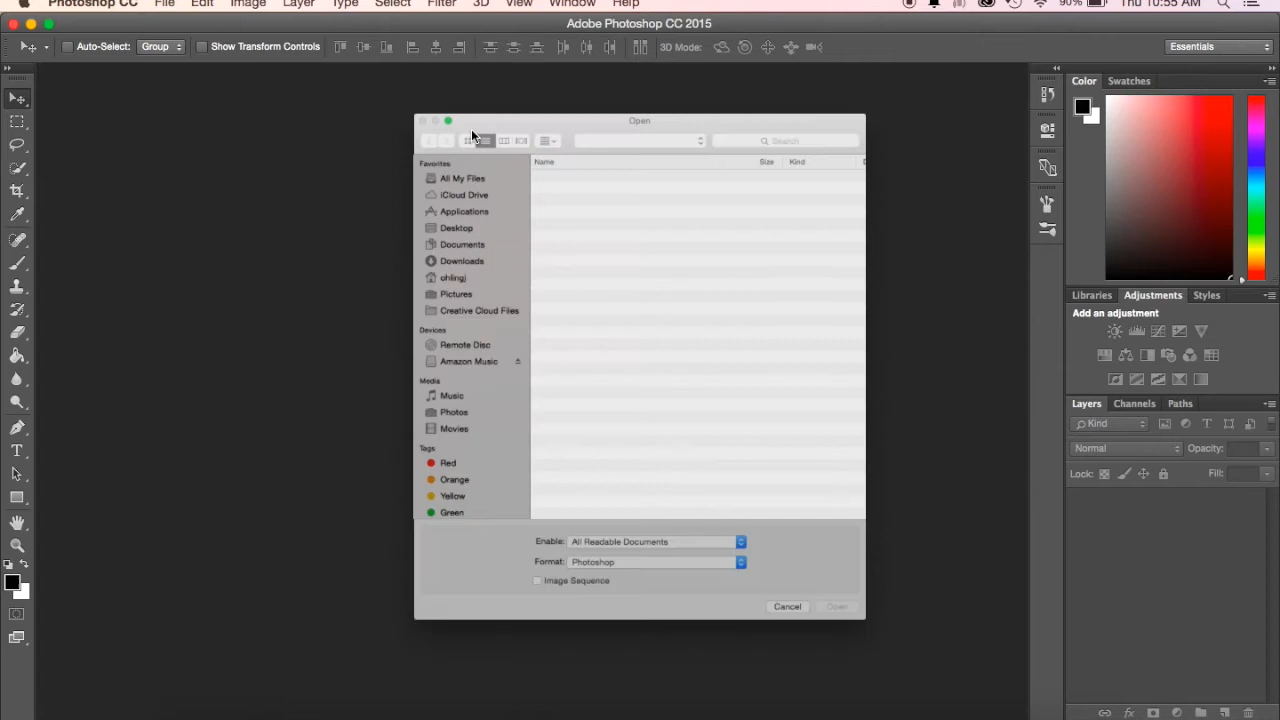 Photoshop CC File Edit Image Layer Type Select Filter 3D View Window Help 90% Thu 10:55 AM
Adobe Photoshop CC 2015
Auto-Select: Group Show Transform Controls 3D Mode: Essentials
Color Swatches
Open
Search
Favorites
All My Files
iCloud Drive
Applications
Desktop
Documents
Downloads
ohlingj
Pictures
Creative Cloud Files
Devices
Remote Disc
Amazon Music
Media
Music
Photos
Movies
Tags
Red
Orange
Yellow
Green
Name Size Kind
Enable: All Readable Documents
Format: Photoshop
Image Sequence
Cancel Open
Libraries Adjustments Styles
Add an adjustment
Layers Channels Paths
Kind
Normal Opacity:
Lock: Fill: